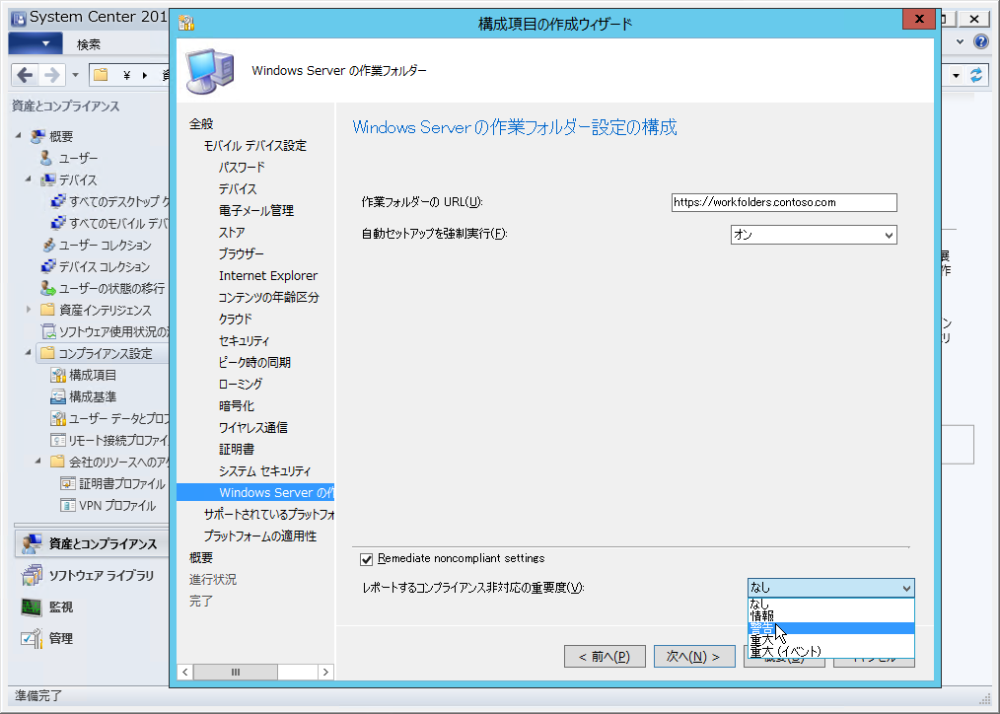 System Center 201
構成項目の作成ウィザード
検索
¥
資産とコンプライアンス
概要
ユーザー
デバイス
すべてのデスクトップ ク
すべてのモバイル デバ
ユーザー コレクション
デバイス コレクション
ユーザーの状態の移行
資産インテリジェンス
ソフトウェア使用状況の
コンプライアンス設定
構成項目
構成基準
ユーザー データとプロフ
リモート接続プロファイ
会社のリソースへのア
証明書プロファイル
VPN プロファイル
資産とコンプライアンス
ソフトウェア ライブラリ
監視
管理
準備完了
Windows Server の作業フォルダー
全般
モバイル デバイス設定
パスワード
デバイス
電子メール管理
ストア
ブラウザー
Internet Explorer
コンテンツの年齢区分
クラウド
セキュリティ
ピーク時の同期
ローミング
暗号化
ワイヤレス通信
証明書
システム セキュリティ
Windows Server の作
サポートされているプラットフォ
プラットフォームの適用性
概要
進行状況
完了
Windows Server の作業フォルダー設定の構成
作業フォルダーの URL(U):
https://workfolders.contoso.com
自動セットアップを強制実行(F):
オン
Remediate noncompliant settings
レポートするコンプライアンス非対応の重要度(V):
なし
なし
情報
警告
重大
重大 (イベント)
< 前へ(P)
次へ(N) >
展
作
ン
リ